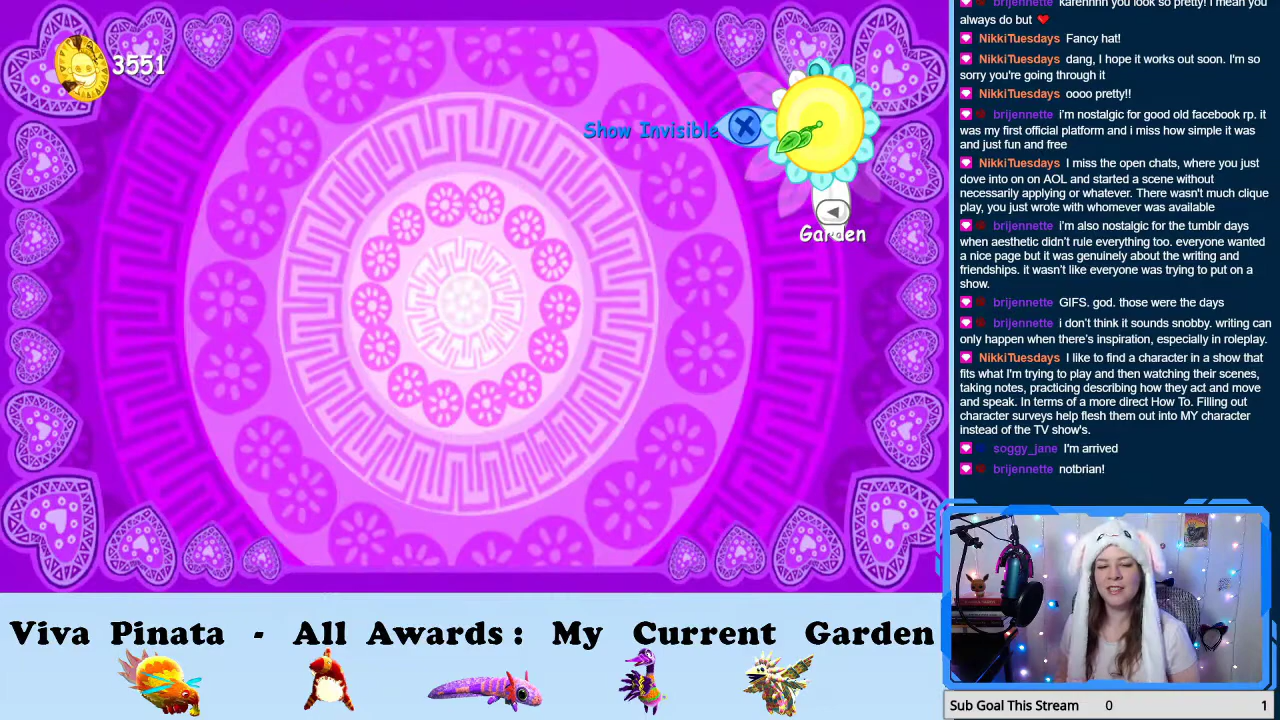 3551
Show Invisible
Garden
brijennette karennnn you look so pretty! I mean you
always do but
NikkiTuesdays Fancy hat!
NikkiTuesdays dang, I hope it works out soon. I'm so
sorry you're going through it
NikkiTuesdays oooo pretty!!
brijennette i'm nostalgic for good old facebook rp. it
was my first official platform and i miss how simple it was
and just fun and free
NikkiTuesdays I miss the open chats, where you just
dove into on on AOL and started a scene without
necessarily applying or whatever. There wasn't much clique
play, you just wrote with whomever was available
brijennette i'm also nostalgic for the tumblr days
when aesthetic didn't rule everything too. everyone wanted
a nice page but it was genuinely about the writing and
friendships. it wasn't like everyone was trying to put on a
show.
brijennette GIFS. god. those were the days
brijennette i don't think it sounds snobby. writing can
only happen when there's inspiration, especially in roleplay.
NikkiTuesdays I like to find a character in a show that
fits what I'm trying to play and then watching their scenes,
taking notes, practicing describing how they act and move
and speak. In terms of a more direct How To. Filling out
character surveys help flesh them out into MY character
instead of the TV show's.
soggy_jane I'm arrived
brijennette notbrian!
Viva Pinata - All Awards: My Current Garden
Sub Goal This Stream 0 1